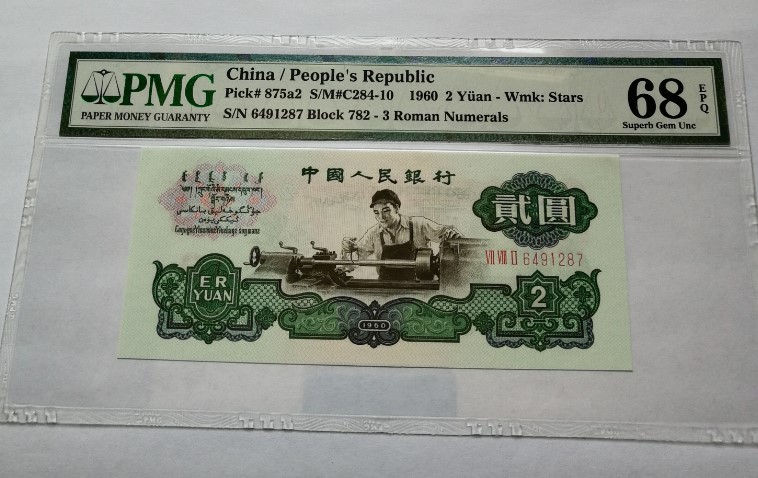 PMG
PAPER MONEY GUARANTY
China / People's Republic
Pick# 875a2 S/M#C284-10 1960 2 Yüan - Wmk: Stars
S/N 6491287 Block 782 - 3 Roman Numerals
68
EPQ
Superb Gem Unc
中國人民銀行
貳圓
VII VIII II 6491287
ER
YUAN
1960
2